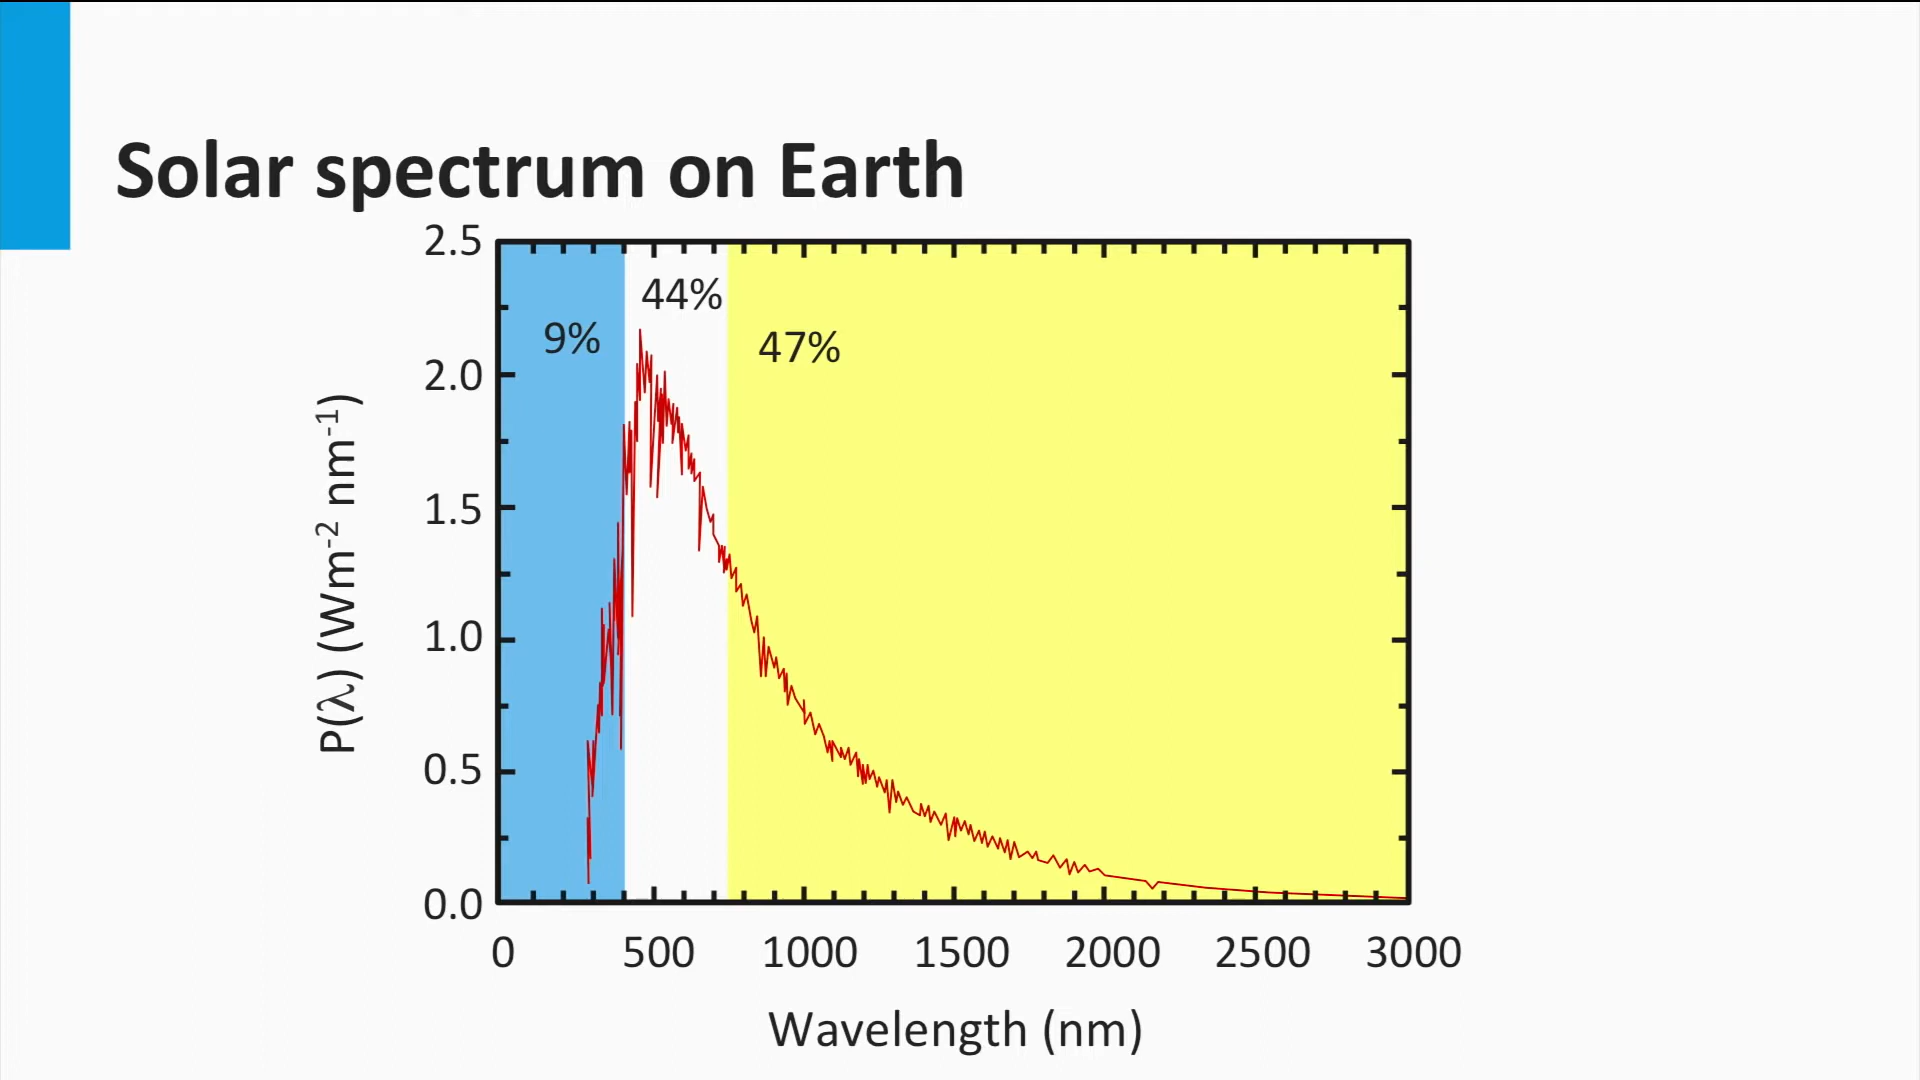 Solar spectrum on Earth
2.5
2.0
1.5
1.0
0.5
0.0
P(λ) (Wm⁻² nm⁻¹)
9%
44%
47%
0 500 1000 1500 2000 2500 3000
Wavelength (nm)